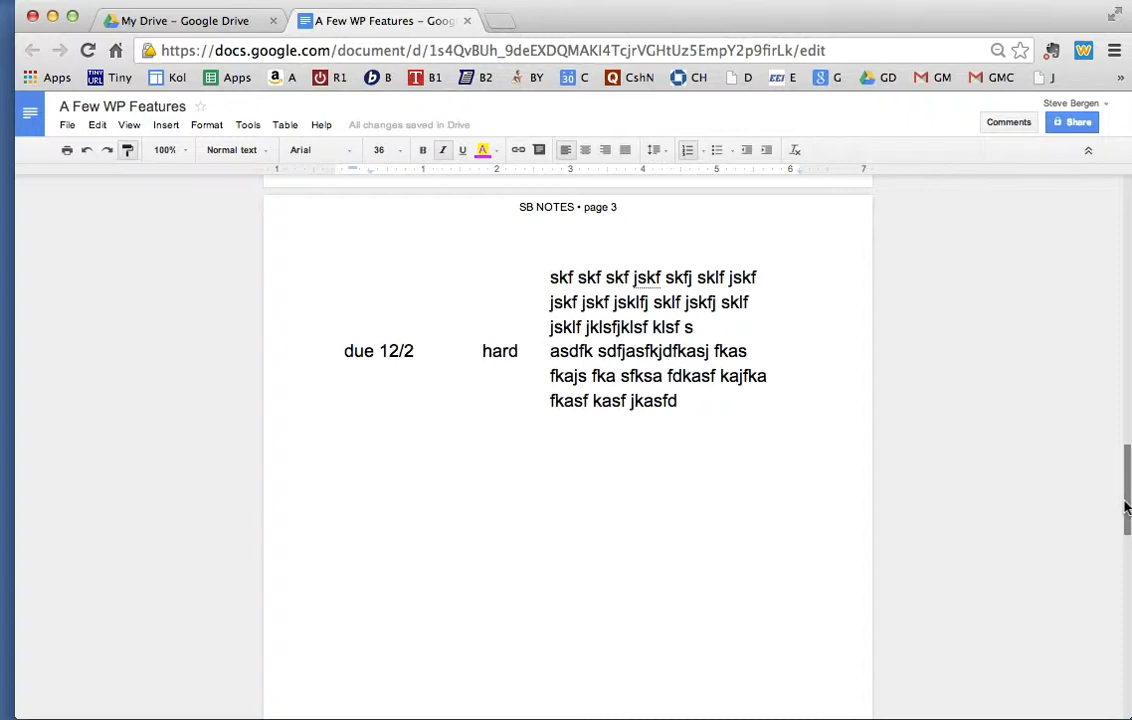 My Drive – Google Drive
A Few WP Features – Goog
https://docs.google.com/document/d/1s4QvBUh_9deEXDQMAKI4TcjrVGHtUz5EmpY2p9firLk/edit
Apps Tiny Kol Apps A R1 B B1 B2 BY C CshN CH D E G GD GM GMC J »
A Few WP Features
Steve Bergen
File Edit View Insert Format Tools Table Help All changes saved in Drive
Comments Share
100% Normal text Arial 36 B I U A
1 1 2 3 4 5 6 7
SB NOTES • page 3
skf skf skf jskf skfj sklf jskf
jskf jskf jsklfj sklf jskfj sklf
jsklf jklsfjklsf klsf s
due 12/2 hard asdfk sdfjasfkjdfkasj fkas
fkajs fka sfksa fdkasf kajfka
fkasf kasf jkasfd